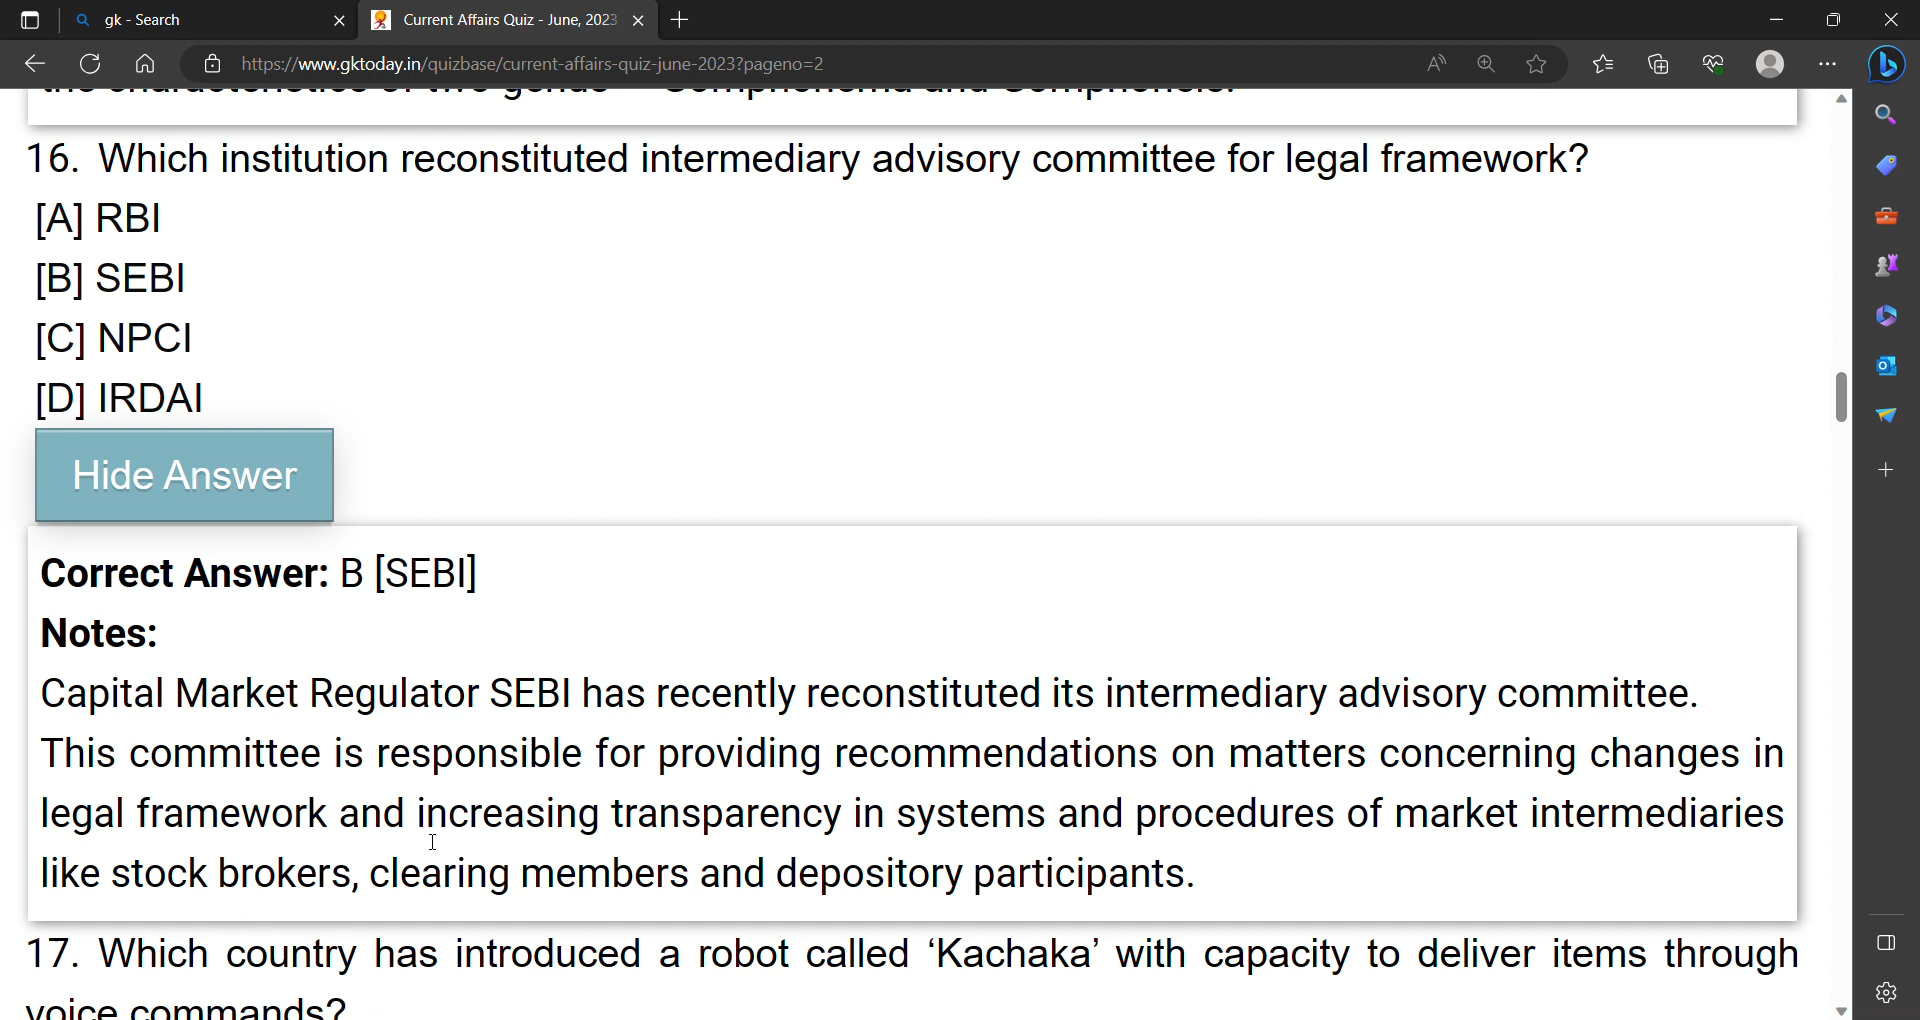 gk - Search
Current Affairs Quiz - June, 2023
https://www.gktoday.in/quizbase/current-affairs-quiz-june-2023?pageno=2
16. Which institution reconstituted intermediary advisory committee for legal framework?
[A] RBI
[B] SEBI
[C] NPCI
[D] IRDAI
Hide Answer
Correct Answer: B [SEBI]
Notes:
Capital Market Regulator SEBI has recently reconstituted its intermediary advisory committee.
This committee is responsible for providing recommendations on matters concerning changes in
legal framework and increasing transparency in systems and procedures of market intermediaries
like stock brokers, clearing members and depository participants.
17. Which country has introduced a robot called ‘Kachaka’ with capacity to deliver items through
voice commands?